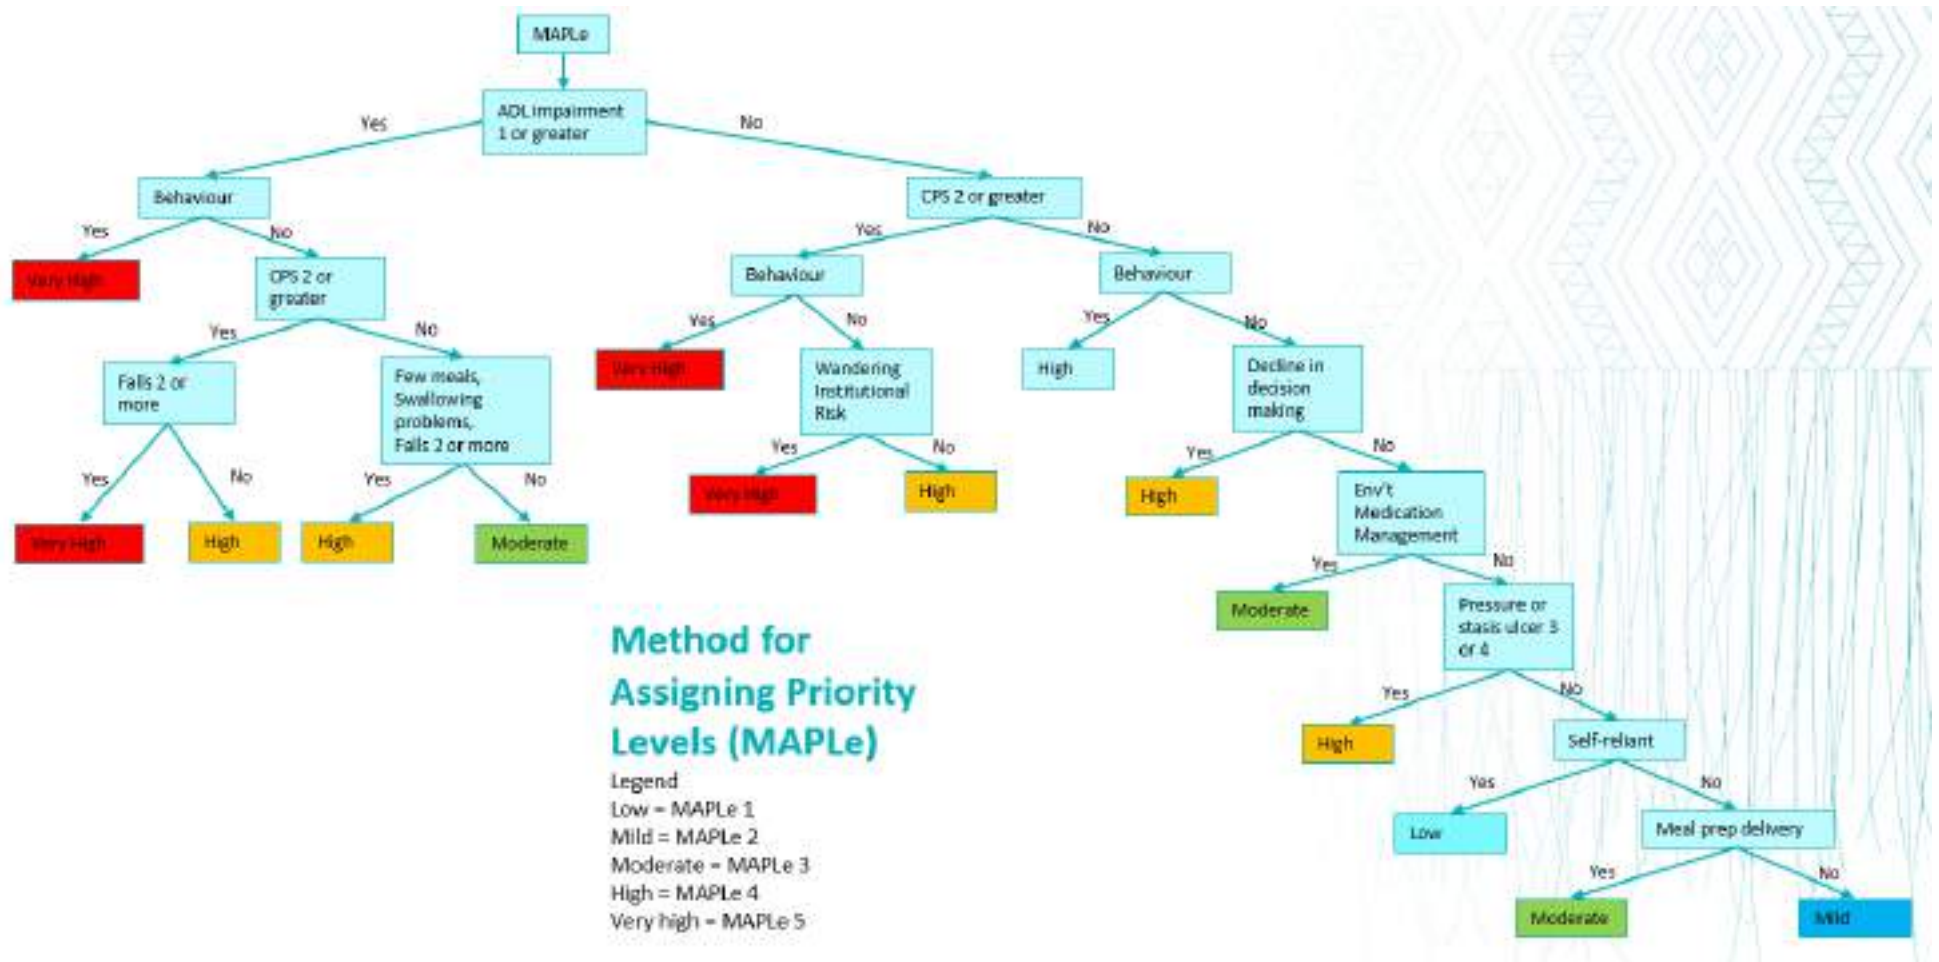 MAPLe
ADL impairment
1 or greater
Yes
No
Behaviour
CPS 2 or greater
Yes
No
Yes
No
Very High
CPS 2 or
greater
Behaviour
Behaviour
Yes
No
Yes
No
Yes
No
Falls 2 or
more
Few meals,
Swallowing
problems,
Falls 2 or more
Very High
Wandering
Institutional
Risk
High
Decline in
decision
making
Yes
No
Yes
No
Yes
No
Yes
No
Very High
High
High
Moderate
Very High
High
High
Env't
Medication
Management
Yes
No
Moderate
Pressure or
stasis ulcer 3
or 4
Yes
No
High
Self-reliant
Yes
No
Low
Meal prep delivery
Yes
No
Moderate
Mild
Method for
Assigning Priority
Levels (MAPLe)
Legend
Low = MAPLe 1
Mild = MAPLe 2
Moderate = MAPLe 3
High = MAPLe 4
Very high = MAPLe 5